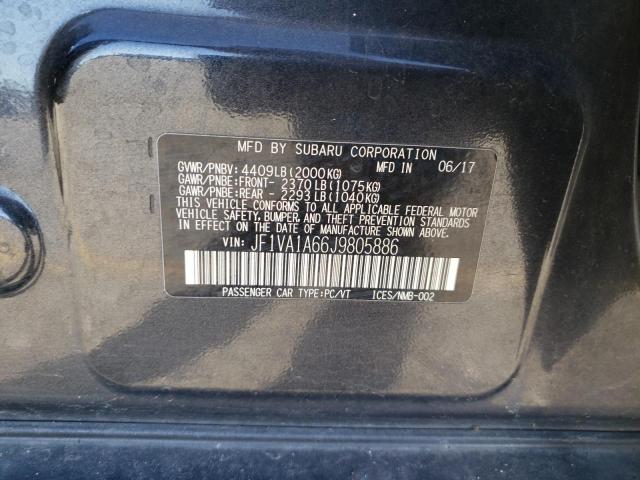 MFD BY SUBARU CORPORATION
GVWR/PNBV: 4409LB(2000KG) MFD IN 06/17
GAWR/PNBE:FRONT- 2370LB(1075KG)
GAWR/PNBE:REAR - 2293LB(1040KG)
THIS VEHICLE CONFORMS TO ALL APPLICABLE FEDERAL MOTOR
VEHICLE SAFETY, BUMPER, AND THEFT PREVENTION STANDARDS
IN EFFECT ON THE DATE OF MANUFACTURE SHOWN ABOVE.
VIN: JF1VA1A66J9805886
PASSENGER CAR TYPE:PC/VT ICES/NMB-002